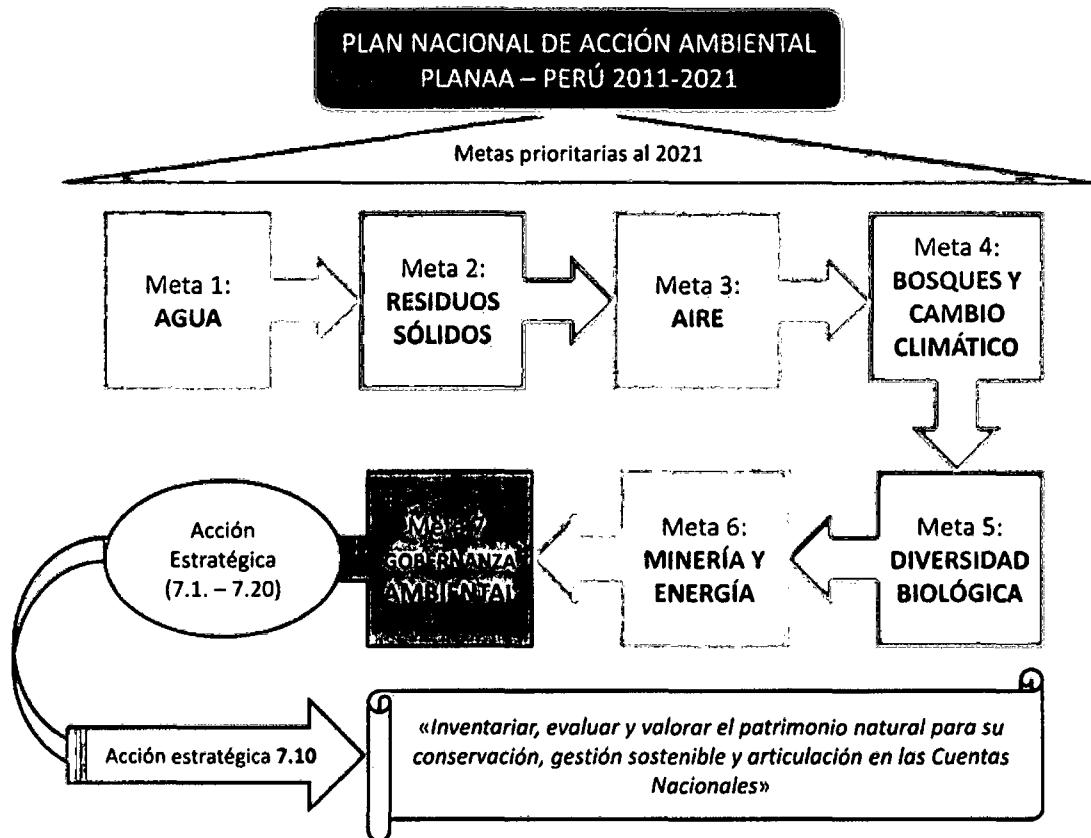 PLAN NACIONAL DE ACCIÓN AMBIENTAL
PLANAA – PERÚ 2011-2021
Metas prioritarias al 2021
Meta 1:
AGUA
Meta 2:
RESIDUOS
SÓLIDOS
Meta 3:
AIRE
Meta 4:
BOSQUES Y
CAMBIO
CLIMÁTICO
Meta 5:
DIVERSIDAD
BIOLÓGICA
Meta 6:
MINERÍA Y
ENERGÍA
Meta 7
GOBERNANZA
AMBIENTAL
Acción
Estratégica
(7.1. – 7.20)
Acción estratégica 7.10
«Inventariar, evaluar y valorar el patrimonio natural para su
conservación, gestión sostenible y articulación en las Cuentas
Nacionales»